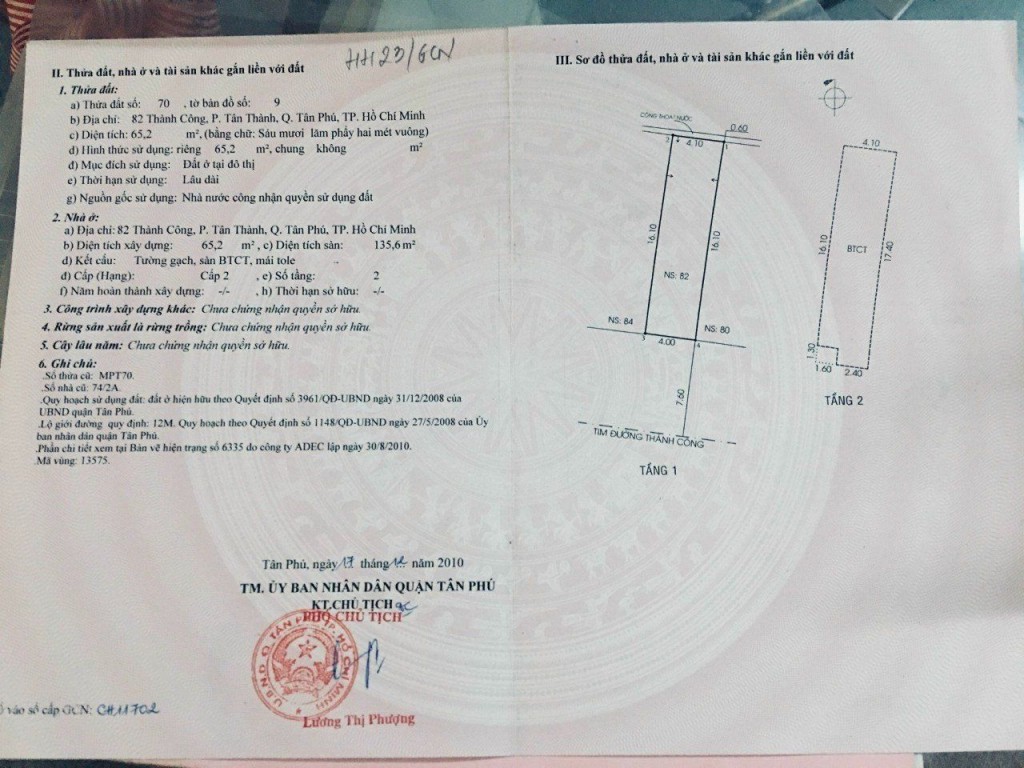 HH23/GCN
II. Thửa đất, nhà ở và tài sản khác gắn liền với đất
1. Thửa đất:
a) Thửa đất số: 70 , tờ bản đồ số: 9
b) Địa chỉ: 82 Thành Công, P. Tân Thành, Q. Tân Phú, TP. Hồ Chí Minh
c) Diện tích: 65,2 m², (bằng chữ: Sáu mươi lăm phẩy hai mét vuông)
d) Hình thức sử dụng: riêng 65,2 m², chung không m²
đ) Mục đích sử dụng: Đất ở tại đô thị
e) Thời hạn sử dụng: Lâu dài
g) Nguồn gốc sử dụng: Nhà nước công nhận quyền sử dụng đất
2. Nhà ở:
a) Địa chỉ: 82 Thành Công, P. Tân Thành, Q. Tân Phú, TP. Hồ Chí Minh
b) Diện tích xây dựng: 65,2 m² , c) Diện tích sàn: 135,6 m²
d) Kết cấu: Tường gạch, sàn BTCT, mái tole
đ) Cấp (Hạng): Cấp 2 , e) Số tầng: 2
f) Năm hoàn thành xây dựng: -/- , h) Thời hạn sở hữu: -/-
3. Công trình xây dựng khác: Chưa chứng nhận quyền sở hữu.
4. Rừng sản xuất là rừng trồng: Chưa chứng nhận quyền sở hữu.
5. Cây lâu năm: Chưa chứng nhận quyền sở hữu.
6. Ghi chú:
.Số thửa cũ: MPT70.
.Số nhà cũ: 74/2A.
.Quy hoạch sử dụng đất: đất ở hiện hữu theo Quyết định số 3961/QĐ-UBND ngày 31/12/2008 của
UBND quận Tân Phú.
.Lộ giới đường quy định: 12M. Quy hoạch theo Quyết định số 1148/QĐ-UBND ngày 27/5/2008 của Ủy
ban nhân dân quận Tân Phú.
.Phần chi tiết xem tại Bản vẽ hiện trạng số 6335 do công ty ADEC lập ngày 30/8/2010.
.Mã vùng: 13575.
Tân Phú, ngày 17 tháng 12 năm 2010
TM. ỦY BAN NHÂN DÂN QUẬN TÂN PHÚ
KT.CHỦ TỊCH
PHÓ CHỦ TỊCH
U.B.N.D Q.TÂN PHÚ T.P. HỒ CHÍ MINH
Lương Thị Phượng
vào sổ cấp GCN: CH11702
III. Sơ đồ thửa đất, nhà ở và tài sản khác gắn liền với đất
CỐNG THOÁT NƯỚC
0.60
2
4.10
1
16.10
16.10
NS: 82
NS: 84
NS: 80
3
4.00
4
7.60
TIM ĐƯỜNG THÀNH CÔNG
TẦNG 1
4.10
16.10
BTCT
17.40
1.30
1.60
2.40
TẦNG 2